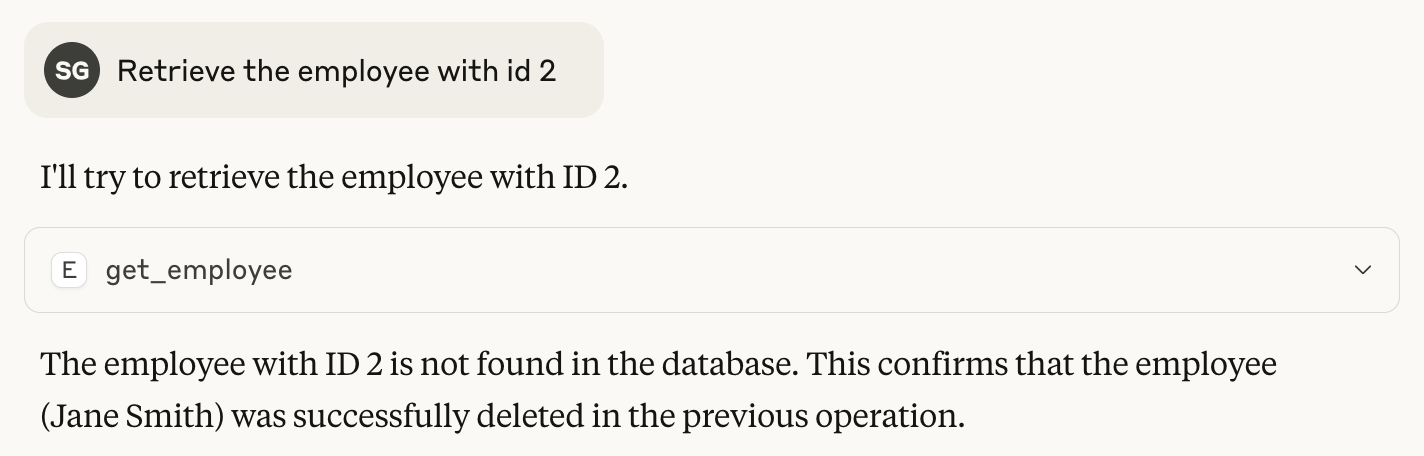 SG Retrieve the employee with id 2
I'll try to retrieve the employee with ID 2.
E get_employee
The employee with ID 2 is not found in the database. This confirms that the employee
(Jane Smith) was successfully deleted in the previous operation.